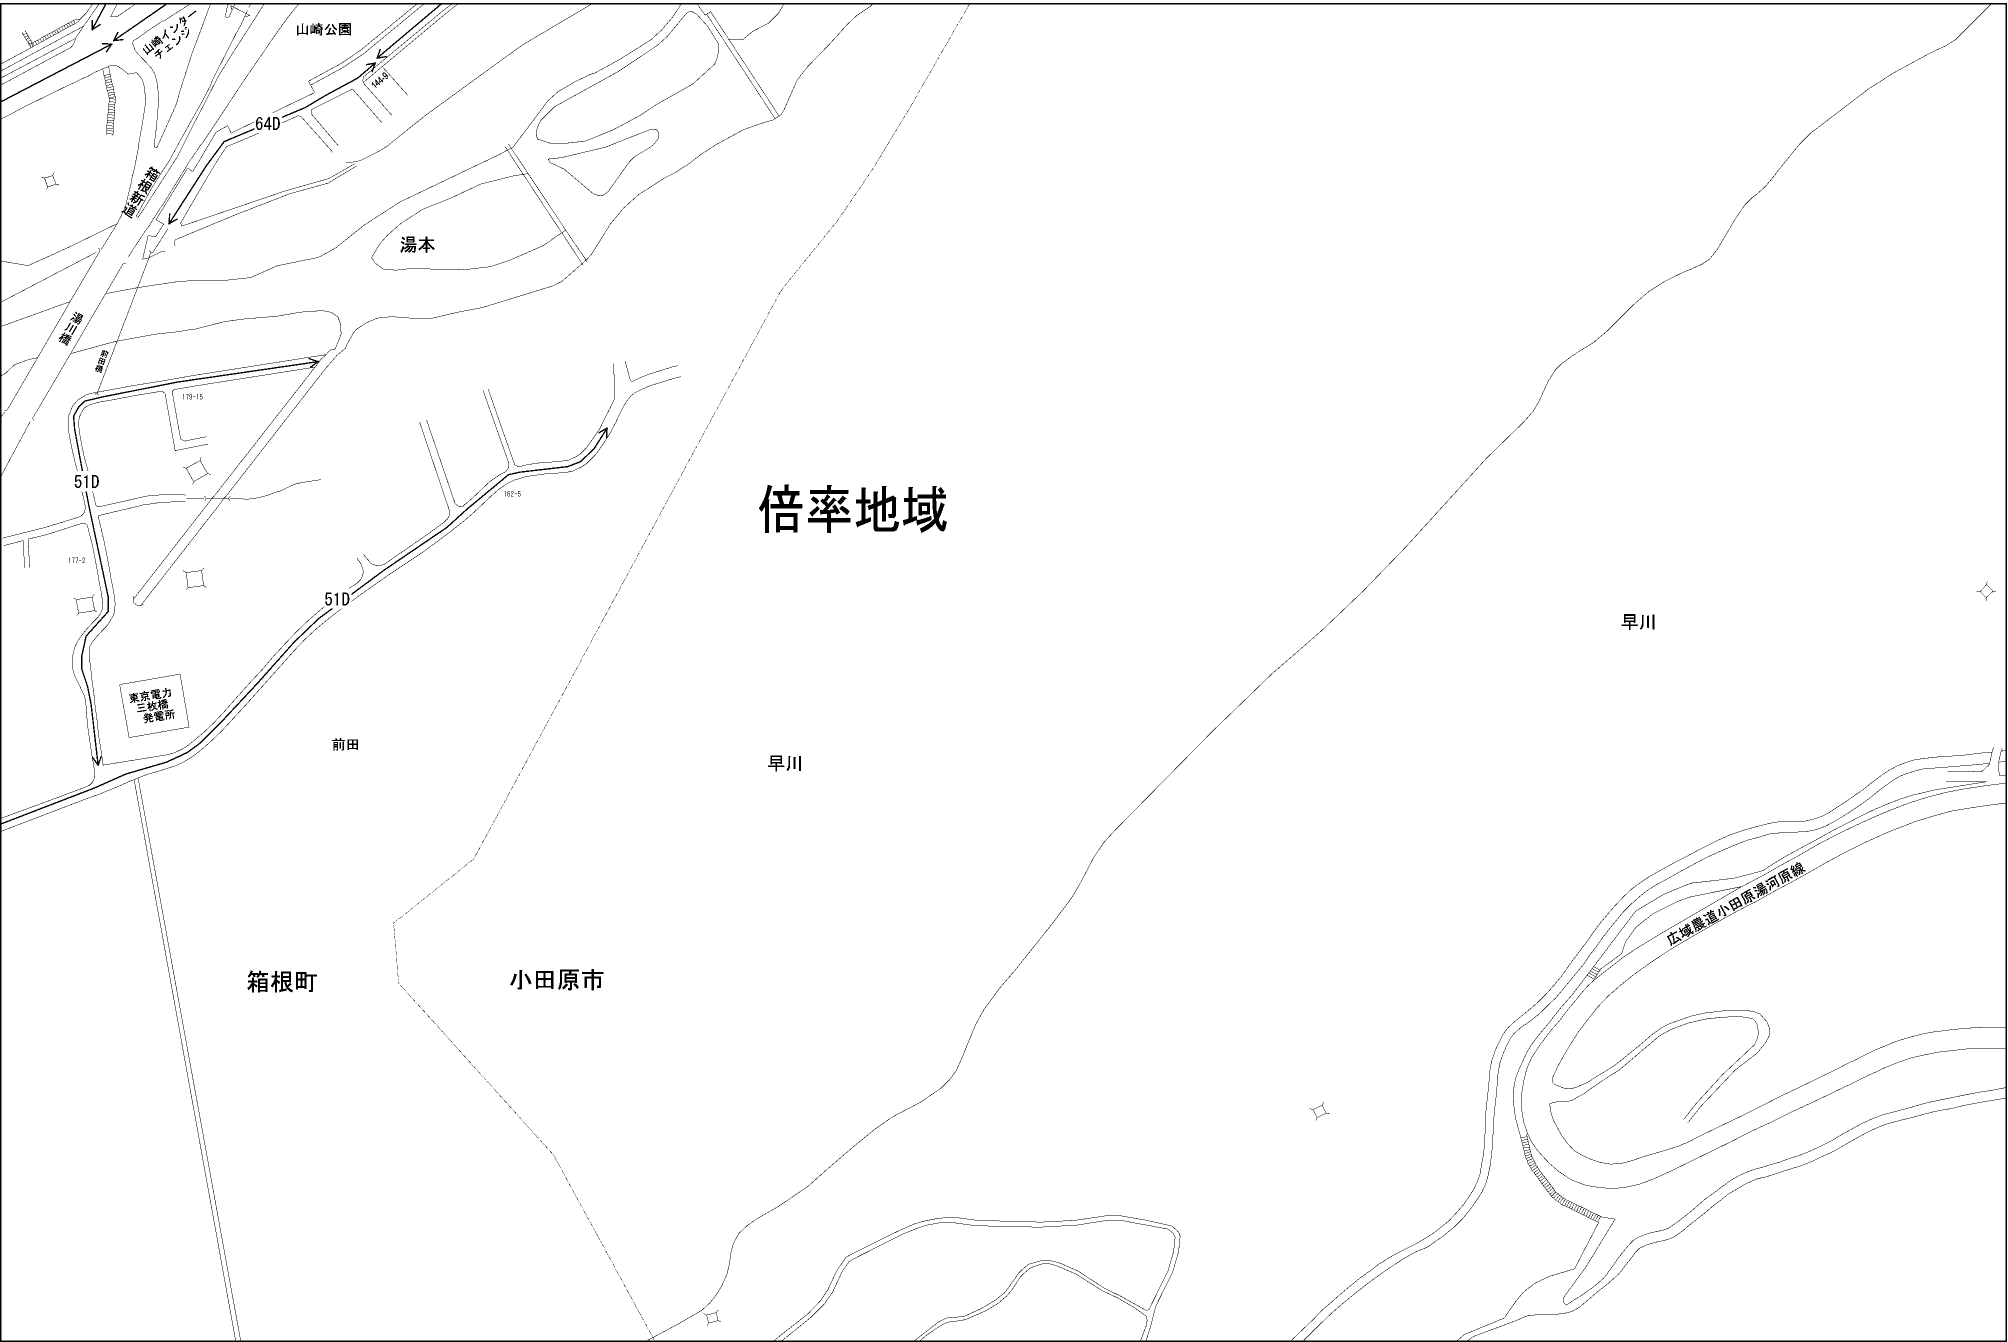 山崎インター
チェンジ
山崎公園
144-9
64D
箱根新道
湯本
湯川橋
前田橋
179-15
51D
162-5
倍率地域
177-2
51D
早川
東京電力
三枚橋
発電所
前田
早川
広域農道小田原湯河原線
箱根町
小田原市